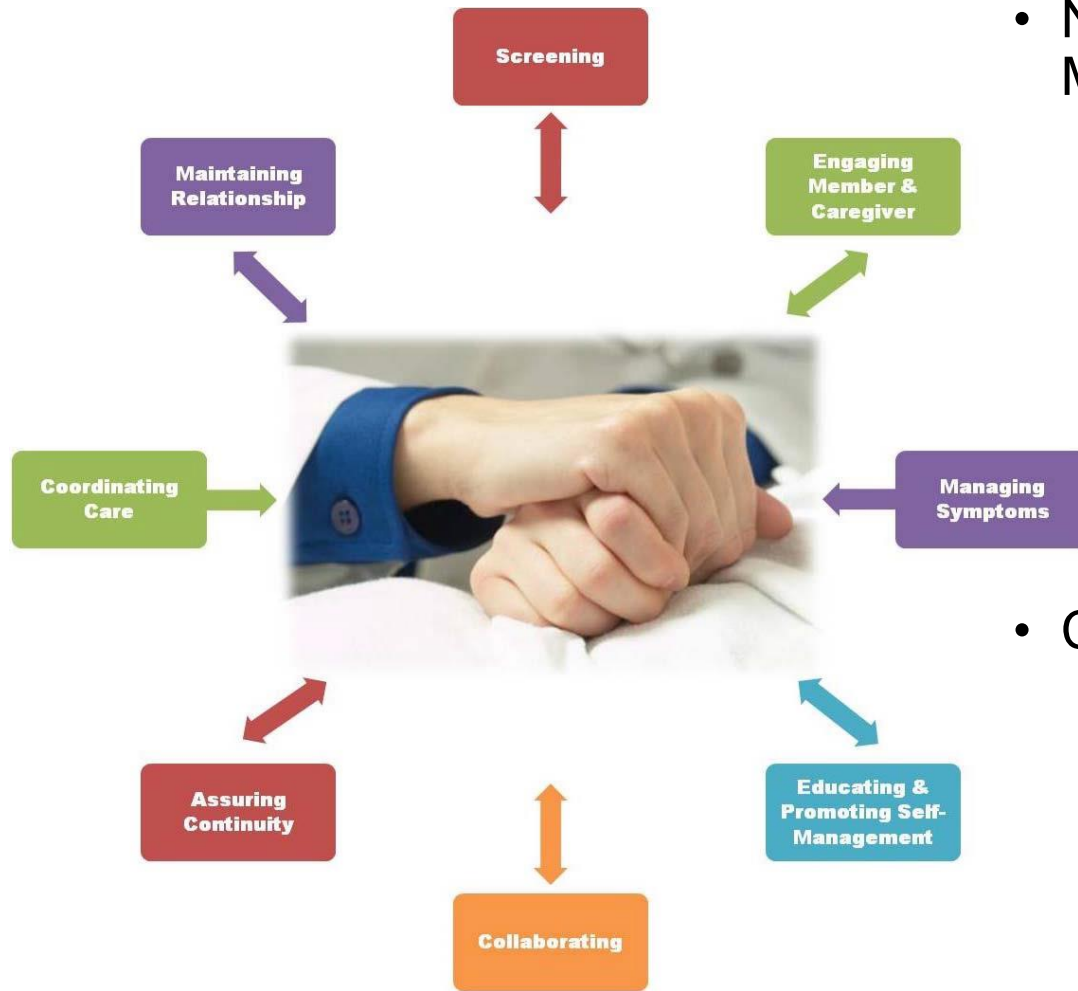 Screening
Engaging
Member &
Caregiver
Managing
Symptoms
Educating &
Promoting Self-
Management
Collaborating
Assuring
Continuity
Coordinating
Care
Maintaining
Relationship